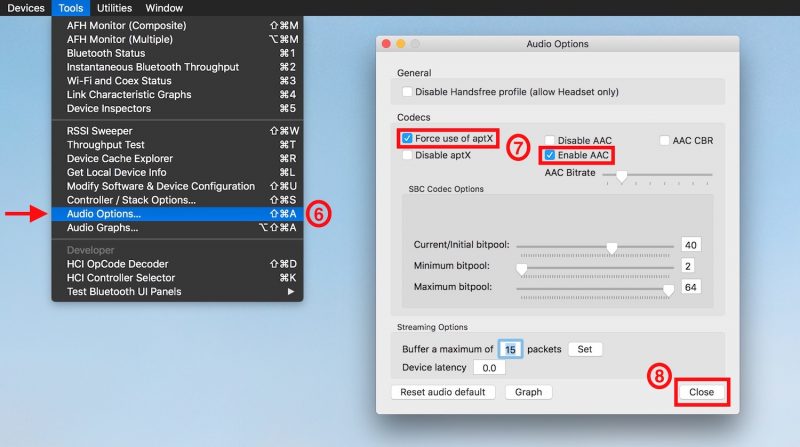 Devices Tools Utilities Window
AFH Monitor (Composite) ⇧⌘M
AFH Monitor (Multiple) ⌥⌘M
Bluetooth Status ⌘1
Instantaneous Bluetooth Throughput ⌘2
Wi-Fi and Coex Status ⌘3
Link Characteristic Graphs ⌘4
Device Inspectors ⌘5
RSSI Sweeper ⇧⌘W
Throughput Test ⌘T
Device Cache Explorer ⌘R
Get Local Device Info ⌘L
Modify Software & Device Configuration ⇧⌘U
Controller / Stack Options... ⇧⌘S
Audio Options... ⇧⌘A
6
Audio Graphs... ⌥⇧⌘A
Developer
HCI OpCode Decoder ⇧⌘D
HCI Controller Selector ⌘K
Test Bluetooth UI Panels
Audio Options
General
Disable Handsfree profile (allow Headset only)
Codecs
Force use of aptX
7
Disable AAC AAC CBR
Disable aptX Enable AAC
AAC Bitrate
SBC Codec Options
Current/Initial bitpool: 40
Minimum bitpool: 2
Maximum bitpool: 64
Streaming Options
Buffer a maximum of 15 packets Set
Device latency 0.0
8
Reset audio default Graph Close